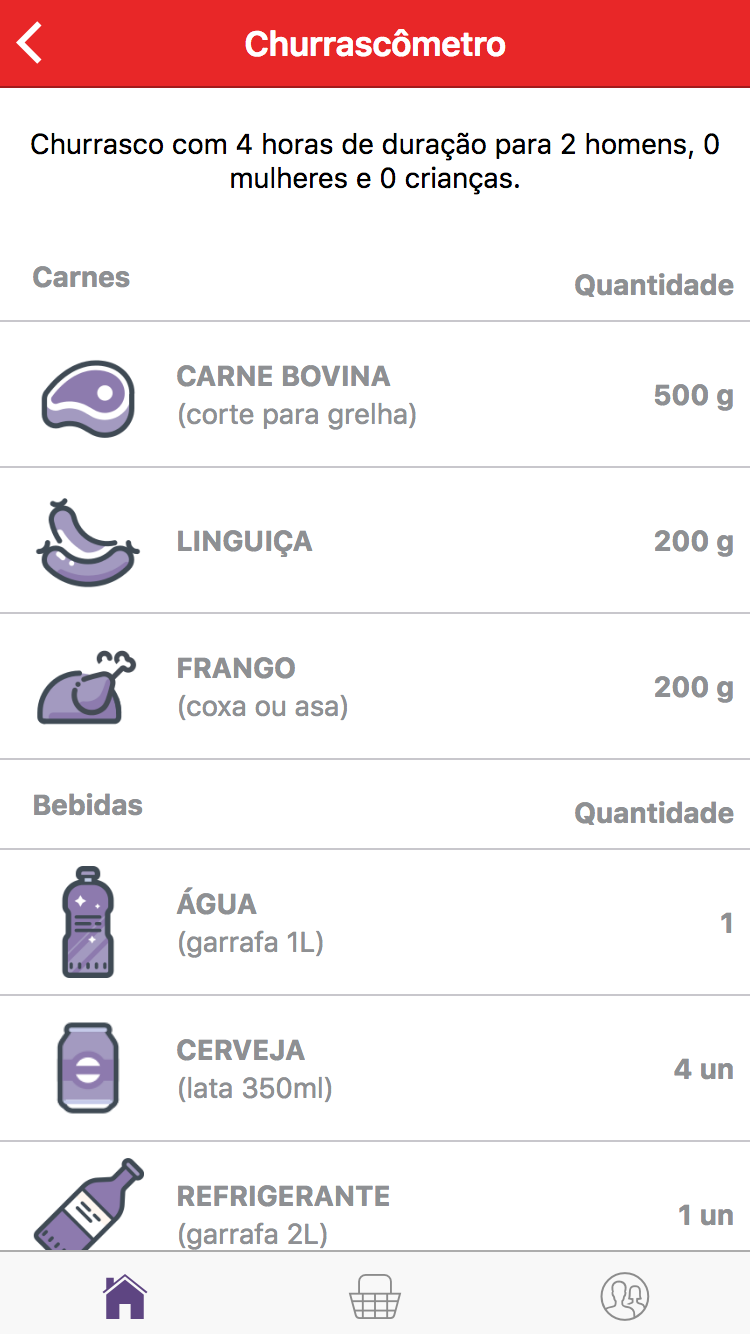 Churrascômetro
Churrasco com 4 horas de duração para 2 homens, 0
mulheres e 0 crianças.
Carnes
Quantidade
CARNE BOVINA
(corte para grelha)
500 g
LINGUIÇA
200 g
FRANGO
(coxa ou asa)
200 g
Bebidas
Quantidade
ÁGUA
(garrafa 1L)
1
CERVEJA
(lata 350ml)
4 un
REFRIGERANTE
(garrafa 2L)
1 un